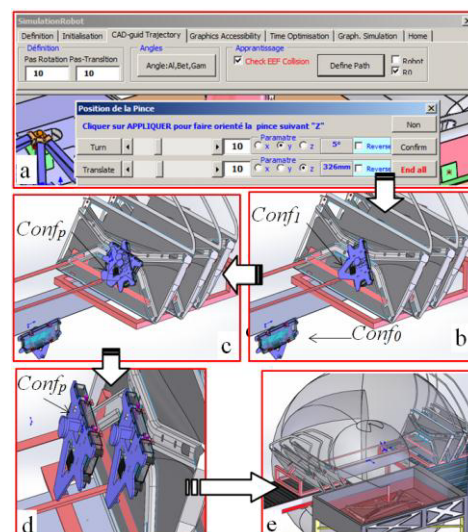 SimulationRobot
Definition Initialisation CAD-guid Trajectory Graphics Accessibility Time Optimisation Graph. Simulation Home
Définition
Pas Rotation Pas-Transition
10 10
Angles
Angle:Al,Bet,Gam
Apprantissage
Check EEF Collision
Define Path
Robot
R0
Position de la Pince
Cliquer sur APPLIQUER pour faire orienté la pince suivant "Z"
Non
Turn 10 Paramatre x y z 5° Reverse Confirm
Translate 10 Paramatre x y z 326mm Reverse End all
a
Confp
c
Conf1
Conf0
b
Confp
d
e